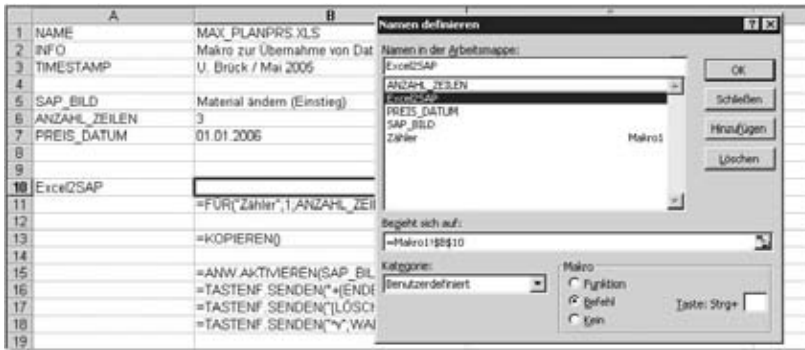 A B
1 NAME MAX_PLANPRS.XLS
2 INFO Makro zur Übernahme von Dat
3 TIMESTAMP U. Brück / Mai 2005
4
5 SAP_BILD Material ändern (Einstieg)
6 ANZAHL_ZEILEN 3
7 PREIS_DATUM 01.01.2006
8
9
10 Excel2SAP
11 =FÜR("Zähler",1,ANZAHL_ZEI
12
13 =KOPIEREN()
14
15 =ANW.AKTIVIEREN(SAP_BIL
16 =TASTENF.SENDEN("+{ENDE
17 =TASTENF.SENDEN("{LÖSCH
18 =TASTENF.SENDEN("^v",WA
19
Namen definieren
Namen in der Arbeitsmappe:
Excel2SAP
ANZAHL_ZEILEN
Excel2SAP
PREIS_DATUM
SAP_BILD
Zähler Makro1
OK
Schließen
Hinzufügen
Löschen
Bezieht sich auf:
=Makro1!$B$10
Kategorie:
Benutzerdefiniert
Makro
Funktion
Befehl
Kein
Taste: Strg+